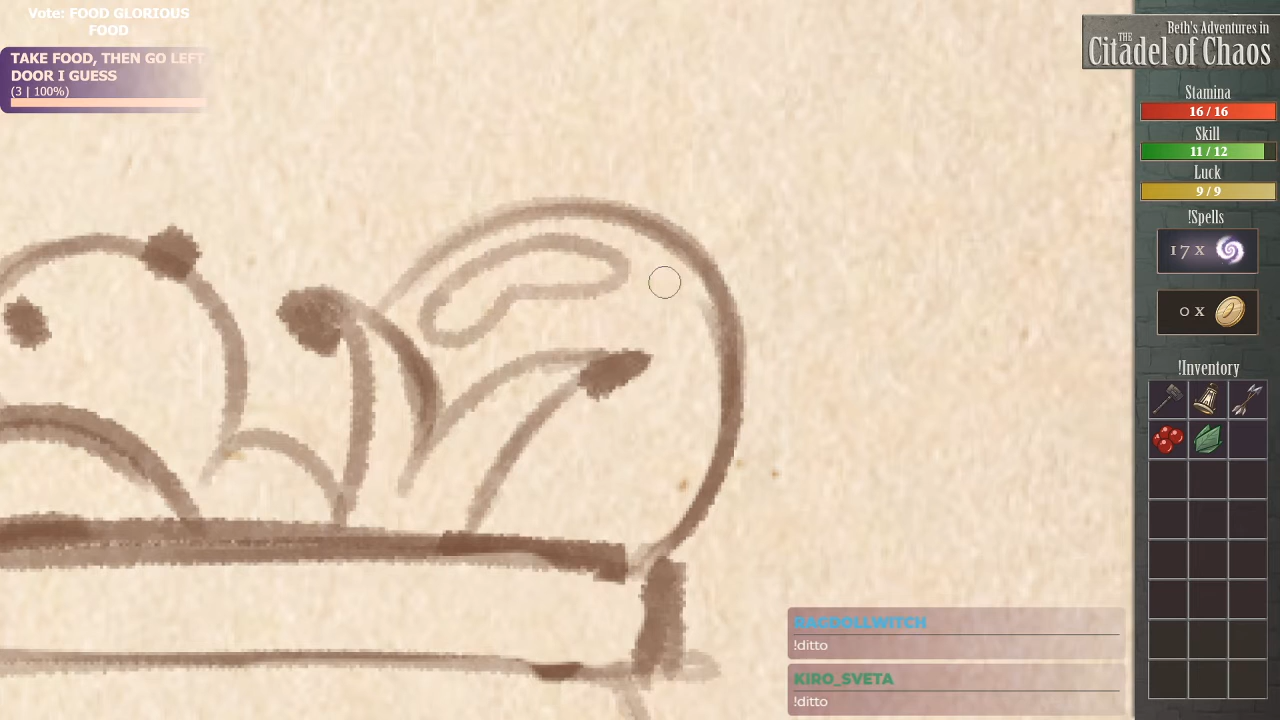 Vote: FOOD GLORIOUS
FOOD
TAKE FOOD, THEN GO LEFT
DOOR I GUESS
(3 | 100%)
Beth's Adventures in
THE
Citadel of Chaos
Stamina
16 / 16
Skill
11 / 12
Luck
9 / 9
!Spells
17 x
0 x
!Inventory
RAGDOLLWITCH
!ditto
KIRO_SVETA
!ditto